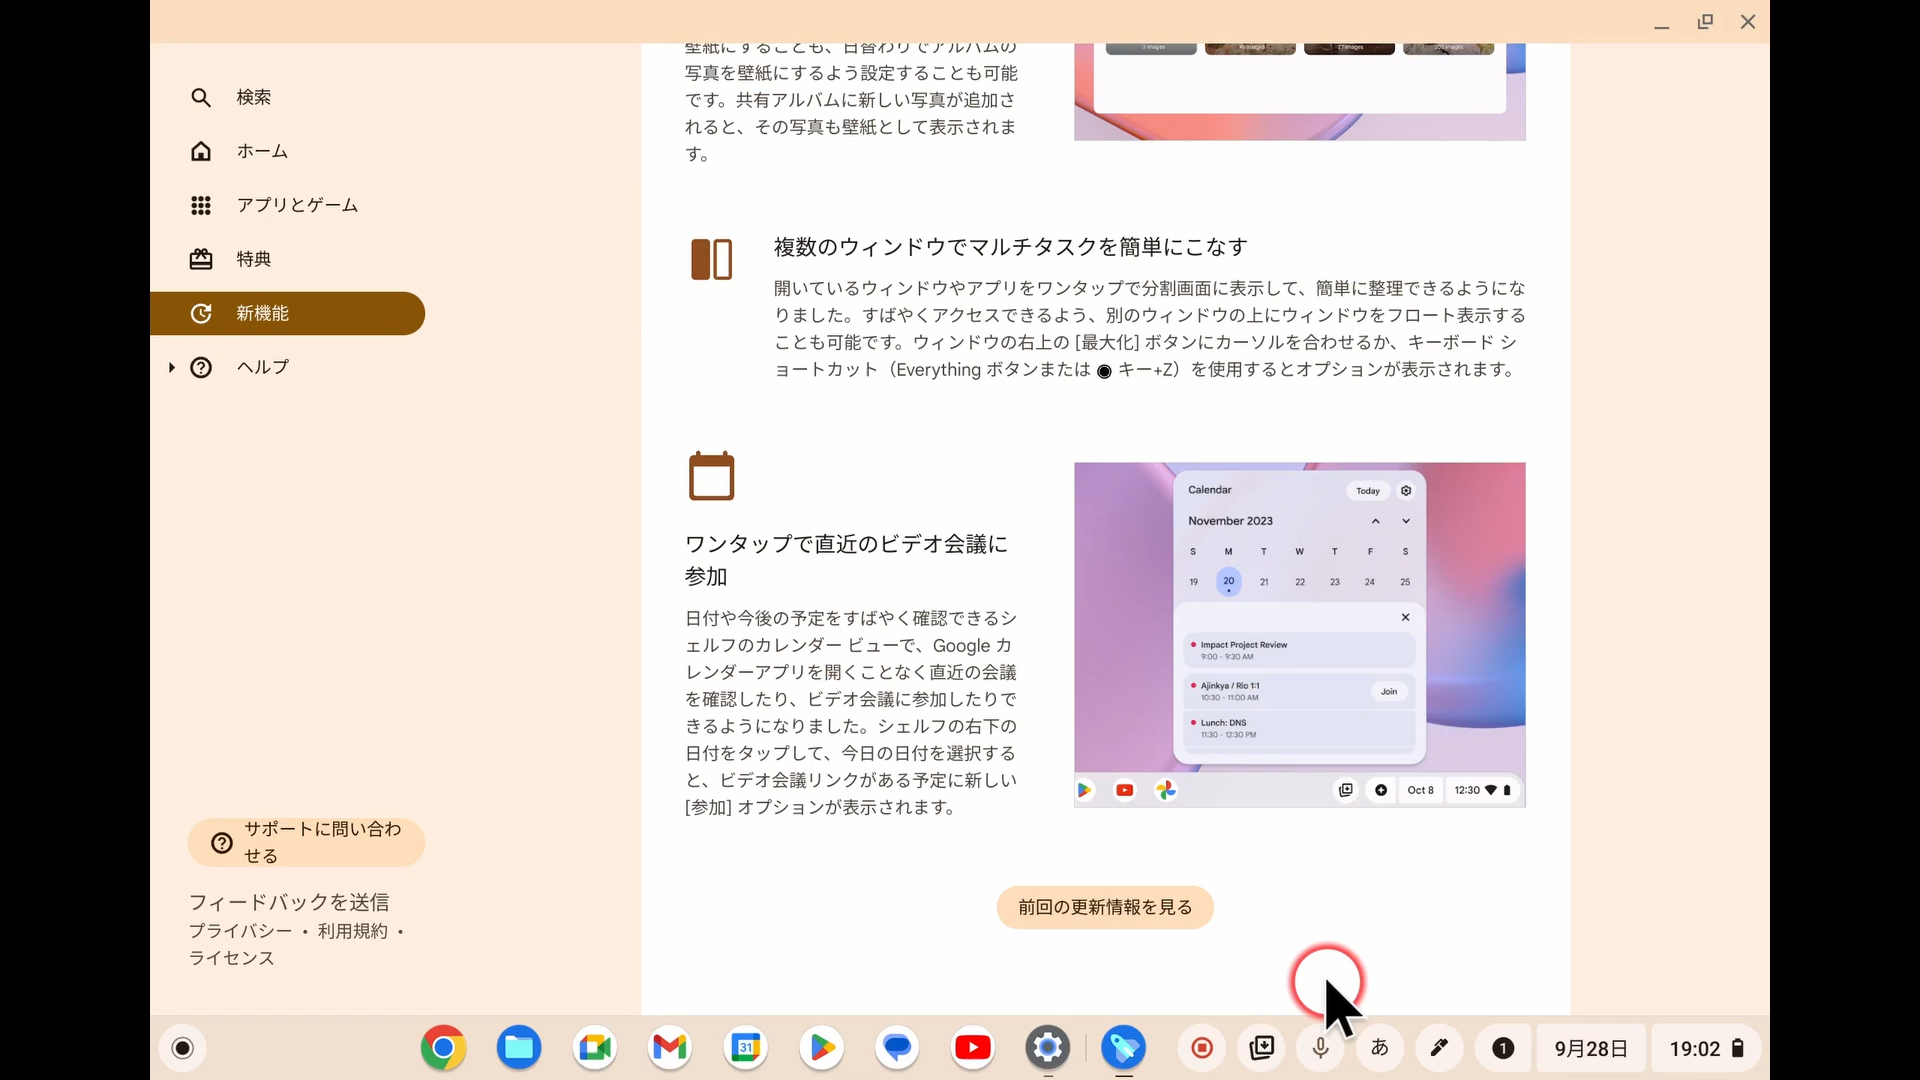 検索
ホーム
アプリとゲーム
特典
新機能
ヘルプ
サポートに問い合わ
せる
フィードバックを送信
プライバシー • 利用規約 •
ライセンス
壁紙にすることも、日替わりでアルバムの
写真を壁紙にするよう設定することも可能
です。共有アルバムに新しい写真が追加さ
れると、その写真も壁紙として表示されま
す。
複数のウィンドウでマルチタスクを簡単にこなす
開いているウィンドウやアプリをワンタップで分割画面に表示して、簡単に整理できるようにな
りました。すばやくアクセスできるよう、別のウィンドウの上にウィンドウをフロート表示する
ことも可能です。ウィンドウの右上の [最大化] ボタンにカーソルを合わせるか、キーボード シ
ョートカット（Everything ボタンまたは キー+Z）を使用するとオプションが表示されます。
ワンタップで直近のビデオ会議に
参加
日付や今後の予定をすばやく確認できるシ
ェルフのカレンダー ビューで、Google カ
レンダーアプリを開くことなく直近の会議
を確認したり、ビデオ会議に参加したりで
きるようになりました。シェルフの右下の
日付をタップして、今日の日付を選択する
と、ビデオ会議リンクがある予定に新しい
[参加] オプションが表示されます。
Calendar Today
November 2023
S M T W T F S
19 20 21 22 23 24 25
Impact Project Review
9:00 - 9:30 AM
Ajinkya / Rio 1:1
10:30 - 11:00 AM
Join
Lunch: DNS
11:30 - 12:30 PM
Oct 8 12:30
前回の更新情報を見る
31 あ 1 9月28日 19:02